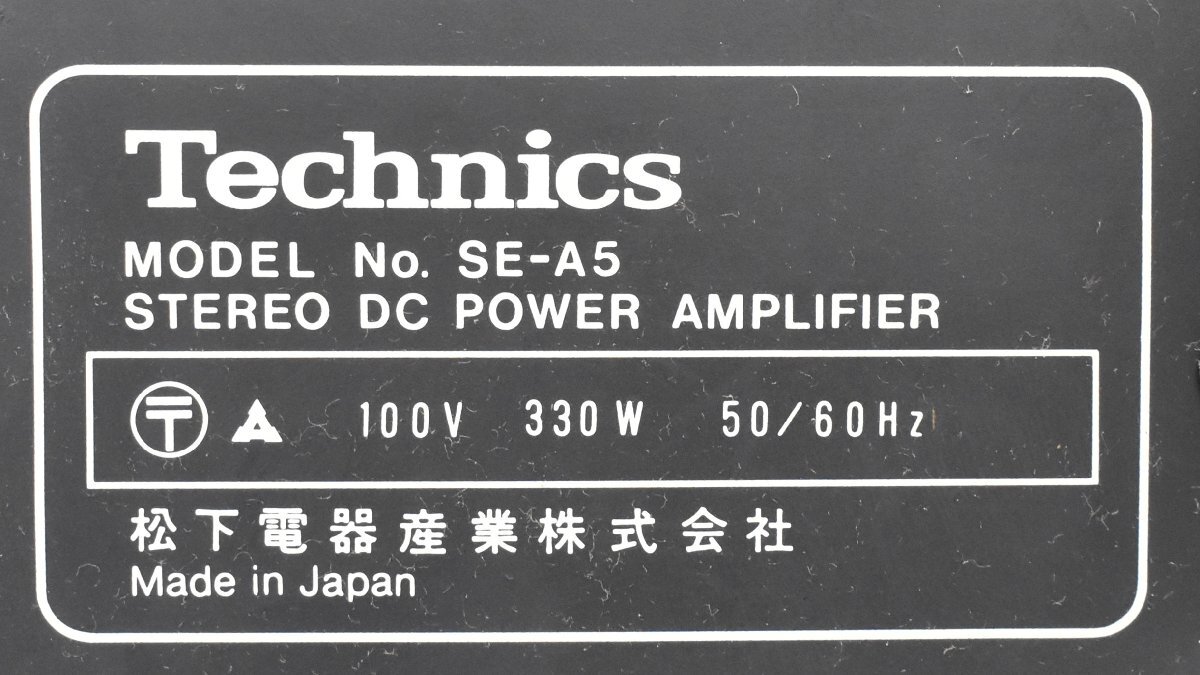 Technics
MODEL No. SE-A5
STEREO DC POWER AMPLIFIER
〒 100V 330W 50/60Hz
松下電器産業株式会社
Made in Japan